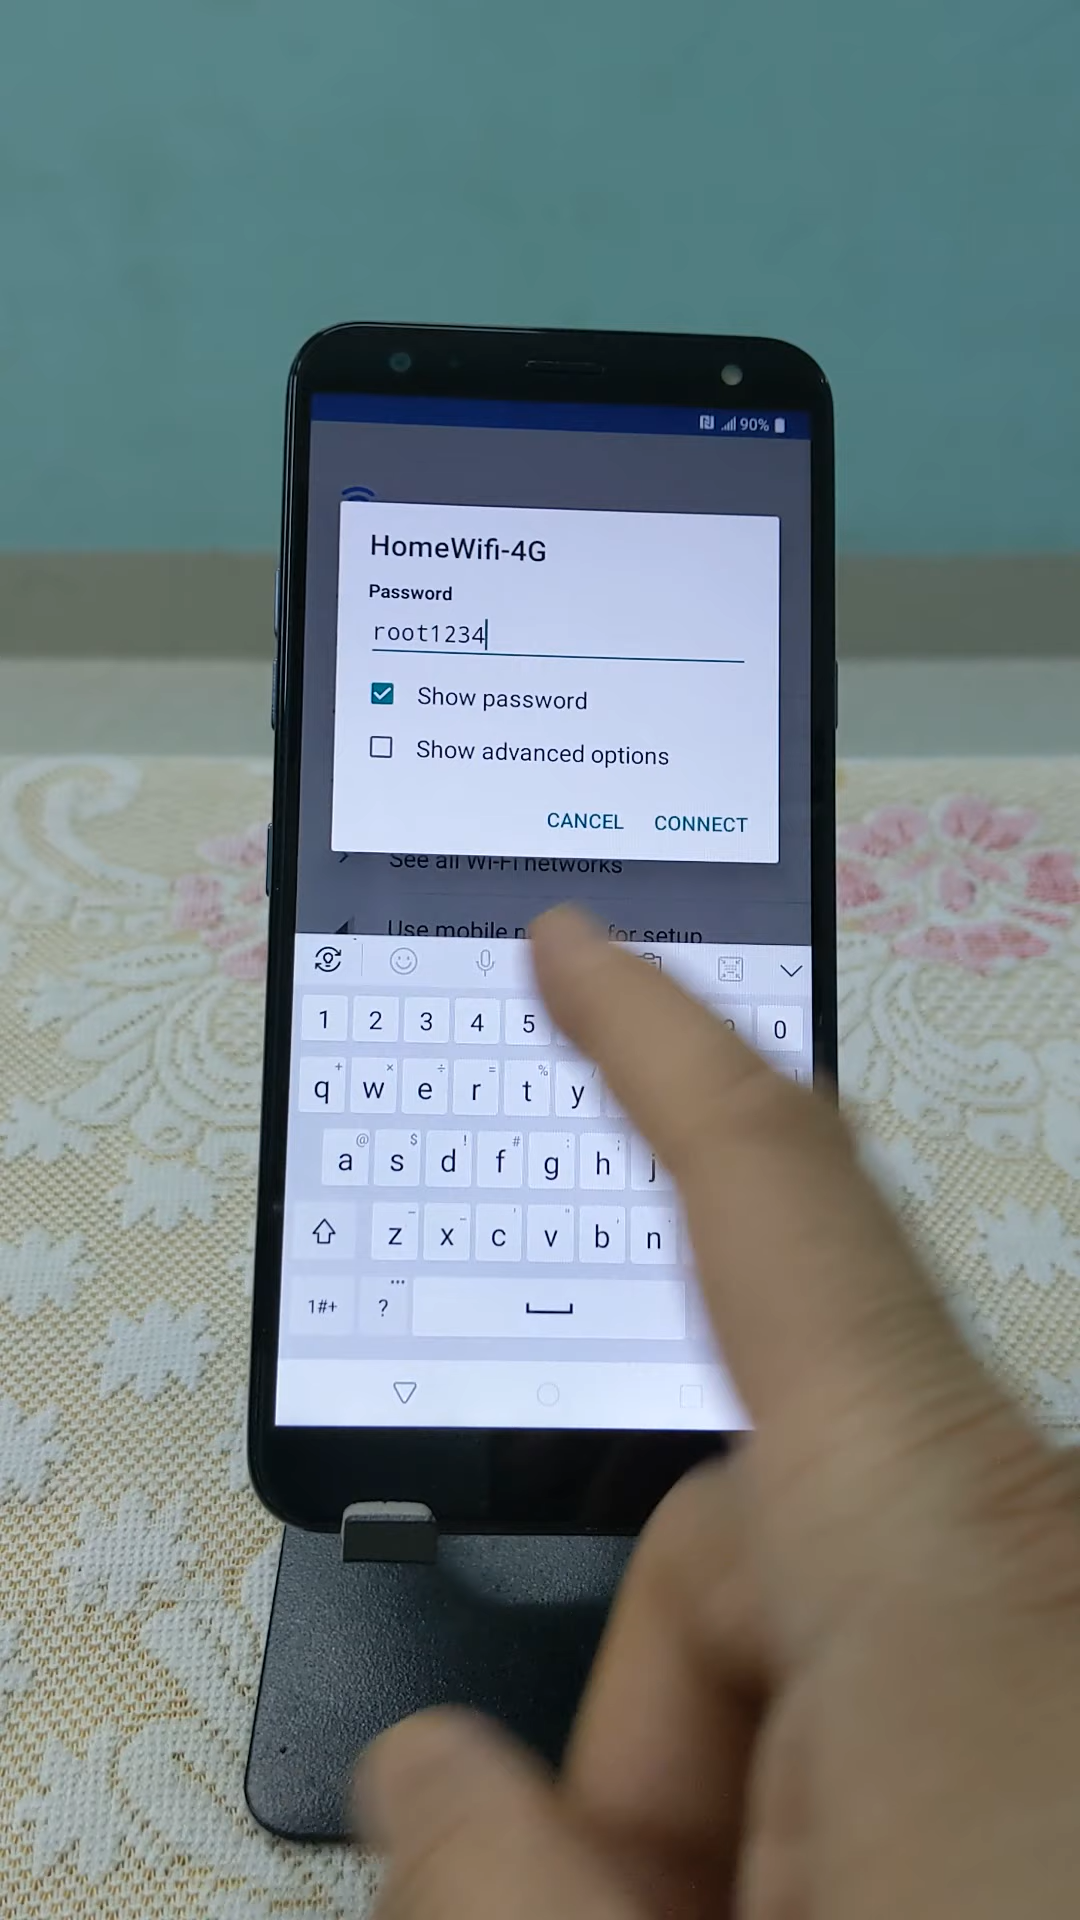 90%
HomeWifi-4G
Password
root1234
Show password
Show advanced options
CANCEL CONNECT
See all Wi-Fi networks
Use mobile for setup
1 2 3 4 5 0
+ × ÷ = %
q w e r t y
@ $ ! # : ;
a s d f g h j
z x c v b n
1#+ ?